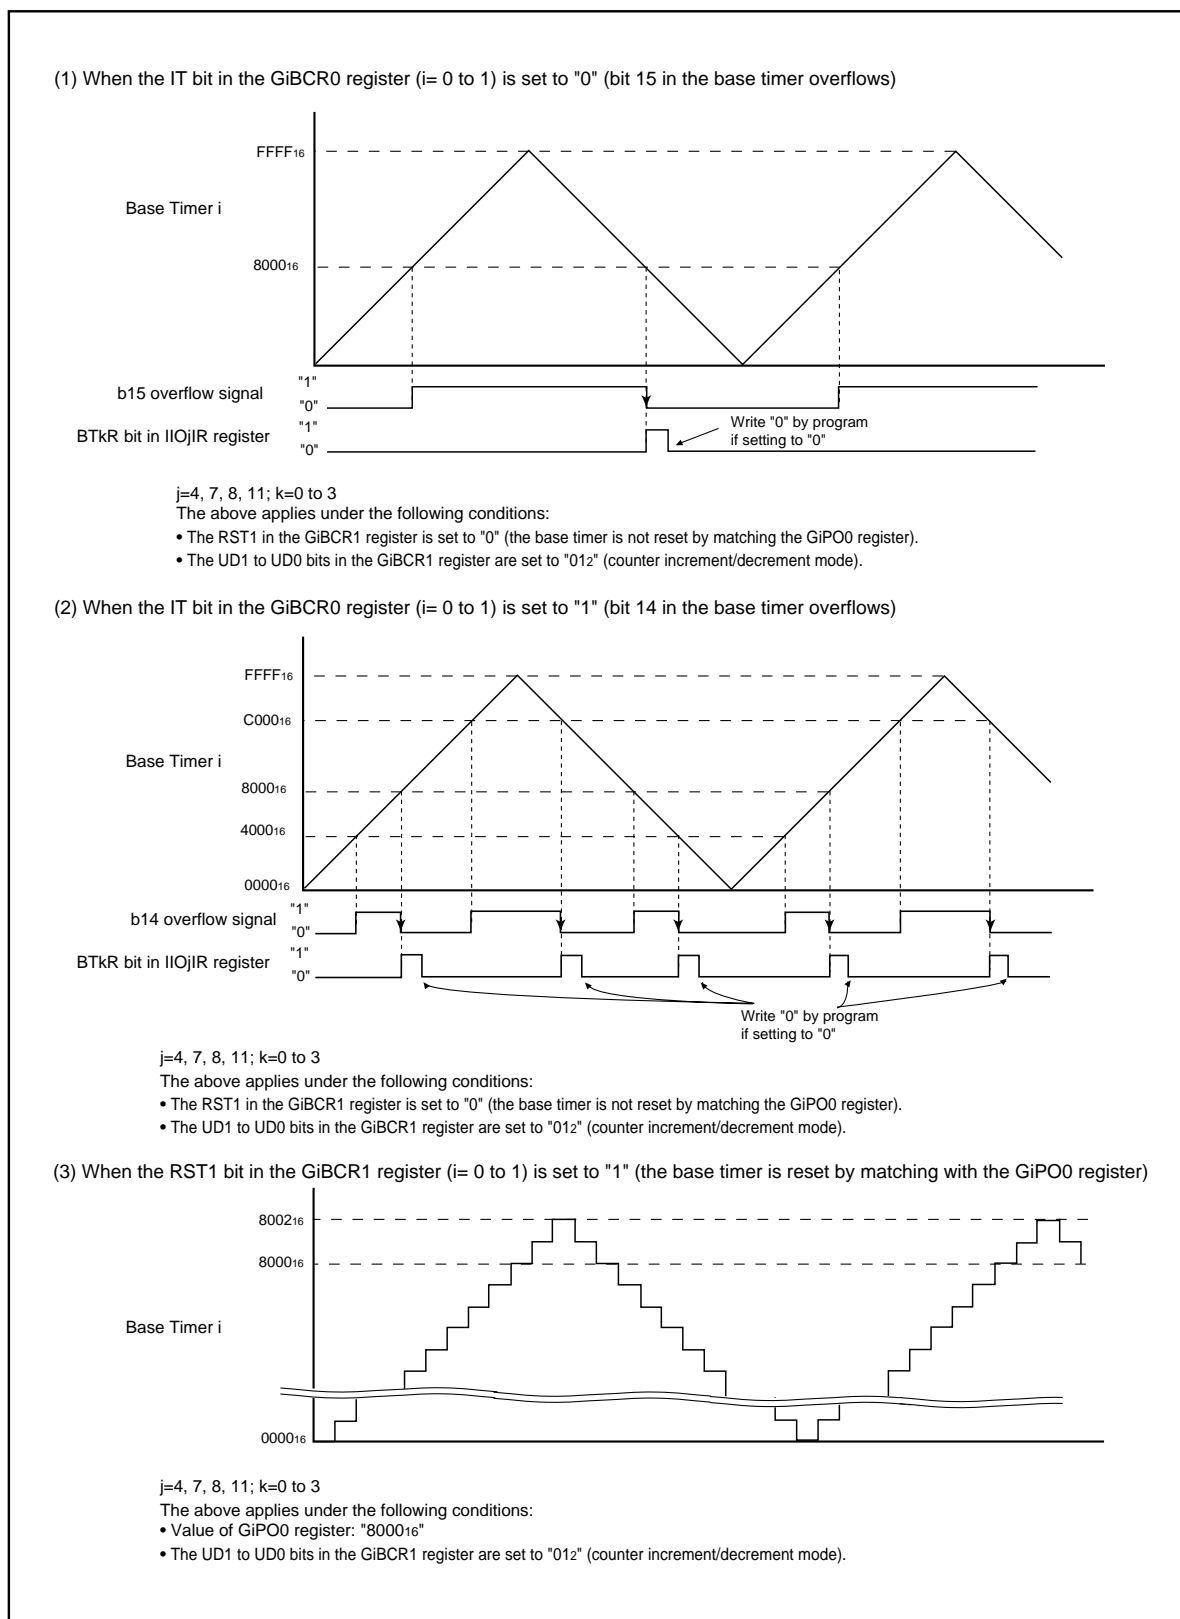 (1) When the IT bit in the GiBCR0 register (i= 0 to 1) is set to "0" (bit 15 in the base timer overflows)
FFFF16
Base Timer i
800016
b15 overflow signal
"1"
"0"
BTkR bit in IIOjIR register
"1"
"0"
Write "0" by program
if setting to "0"
j=4, 7, 8, 11; k=0 to 3
The above applies under the following conditions:
• The RST1 in the GiBCR1 register is set to "0" (the base timer is not reset by matching the GiPO0 register).
• The UD1 to UD0 bits in the GiBCR1 register are set to "012" (counter increment/decrement mode).
(2) When the IT bit in the GiBCR0 register (i= 0 to 1) is set to "1" (bit 14 in the base timer overflows)
FFFF16
C00016
Base Timer i
800016
400016
000016
b14 overflow signal
"1"
"0"
BTkR bit in IIOjIR register
"1"
"0"
Write "0" by program
if setting to "0"
j=4, 7, 8, 11; k=0 to 3
The above applies under the following conditions:
• The RST1 in the GiBCR1 register is set to "0" (the base timer is not reset by matching the GiPO0 register).
• The UD1 to UD0 bits in the GiBCR1 register are set to "012" (counter increment/decrement mode).
(3) When the RST1 bit in the GiBCR1 register (i= 0 to 1) is set to "1" (the base timer is reset by matching with the GiPO0 register)
800216
800016
Base Timer i
000016
j=4, 7, 8, 11; k=0 to 3
The above applies under the following conditions:
• Value of GiPO0 register: "800016"
• The UD1 to UD0 bits in the GiBCR1 register are set to "012" (counter increment/decrement mode).